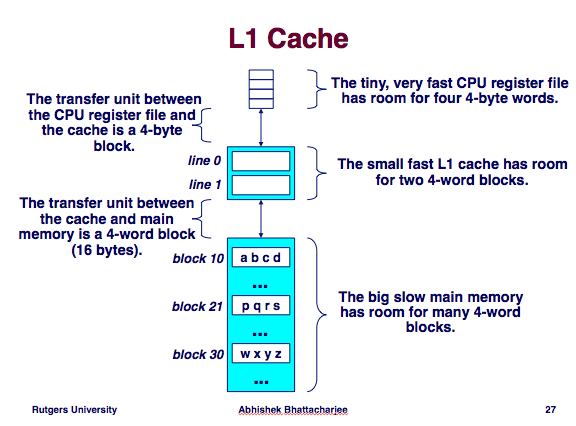 L1 Cache
The tiny, very fast CPU register file
has room for four 4-byte words.
The transfer unit between
the CPU register file and
the cache is a 4-byte
block.
line 0
line 1
The small fast L1 cache has room
for two 4-word blocks.
The transfer unit between
the cache and main
memory is a 4-word block
(16 bytes).
block 10
a b c d
...
block 21
p q r s
...
block 30
w x y z
...
The big slow main memory
has room for many 4-word
blocks.
Rutgers University
Abhishek Bhattacharjee
27